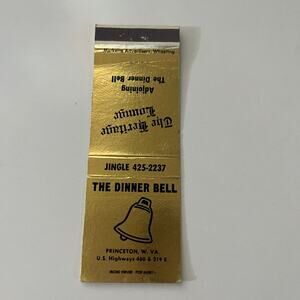 The Heritage
Lounge
Adjoining
The Dinner Bell
JINGLE 425-2237
THE DINNER BELL
PRINCETON, W. VA.
U.S. Highways 460 & 219 E.